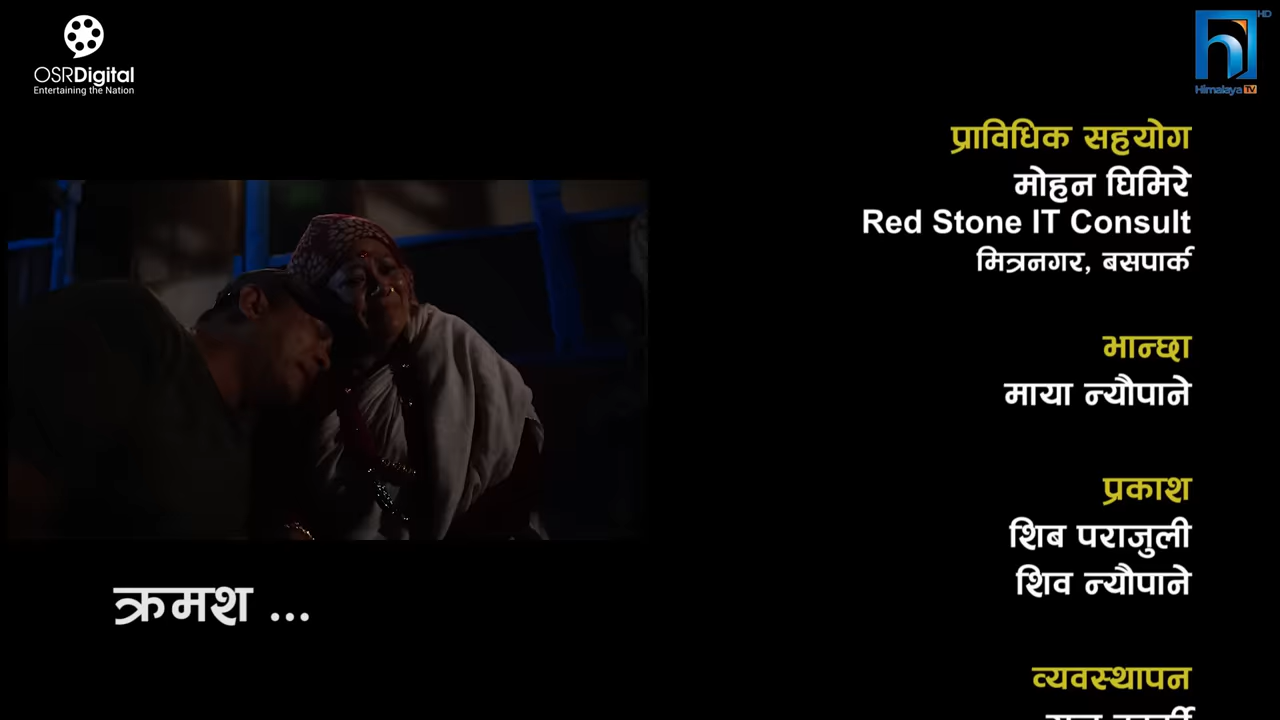 OSRDigital
Entertaining the Nation
HD
Himalaya TV
प्राविधिक सहयोग
मोहन घिमिरे
Red Stone IT Consult
मित्रनगर, बसपार्क
भान्छा
माया न्यौपाने
प्रकाश
शिब पराजुली
शिव न्यौपाने
क्रमश ...
व्यवस्थापन